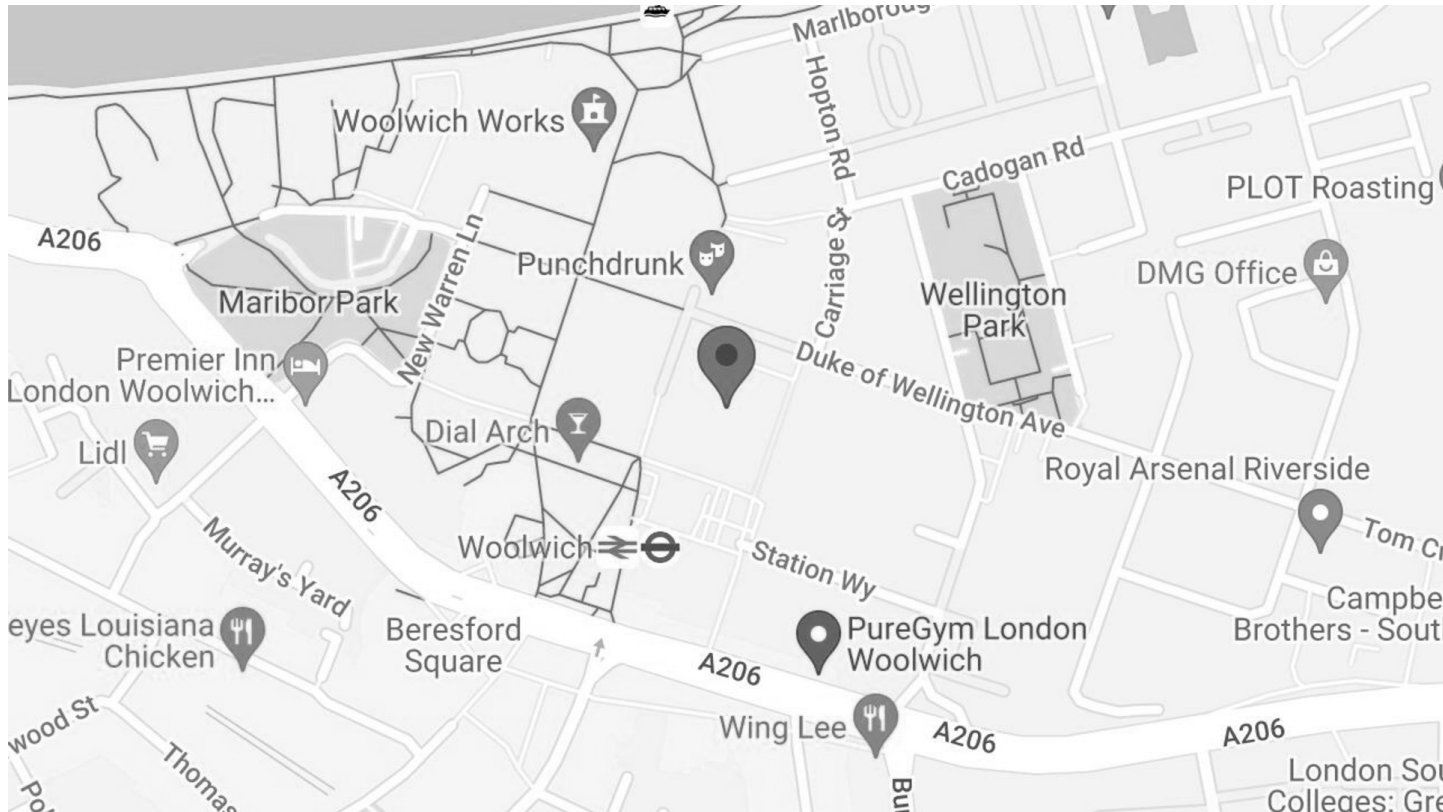 Marlboroug
Hopton Rd
Woolwich Works
Cadogan Rd
PLOT Roasting
A206
New Warren Ln
Carriage St
Punchdrunk
DMG Office
Maribor Park
Wellington
Park
Premier Inn
London Woolwich...
Duke of Wellington Ave
Dial Arch
Lidl
Royal Arsenal Riverside
A206
Murray's Yard
Woolwich
Station Wy
Tom Cr
Campbe
Brothers - Sout
eyes Louisiana
Chicken
Beresford
Square
PureGym London
Woolwich
A206
wood St
Wing Lee
A206
A206
Thomas
London Sou
Colleges: Gre
Po
Bu